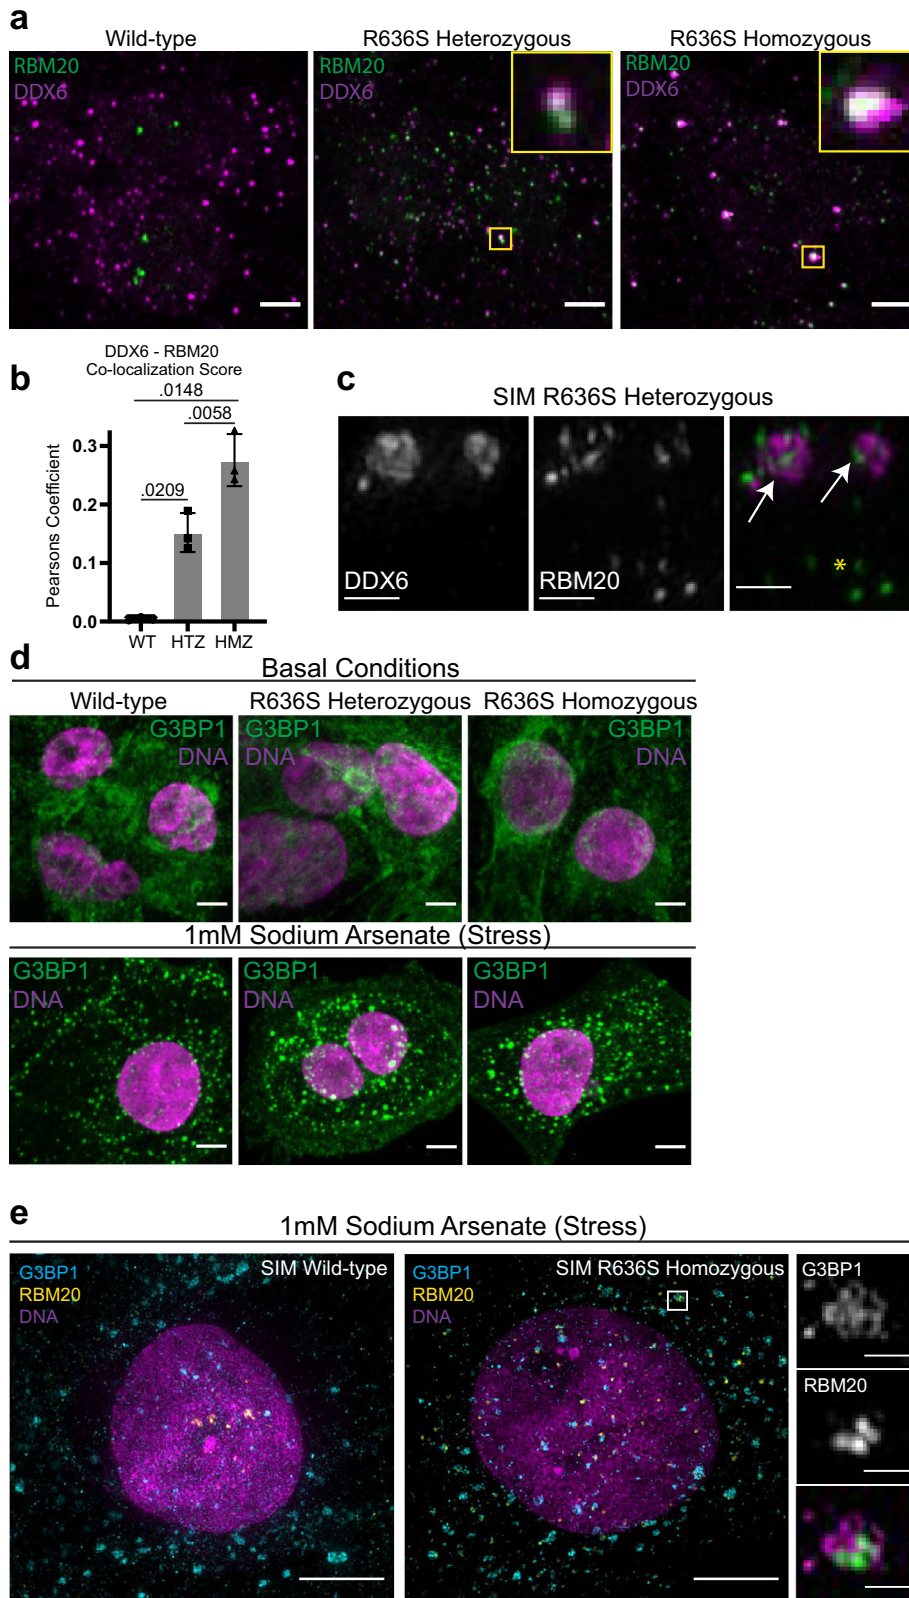 a
Wild-type
R636S Heterozygous
R636S Homozygous
RBM20
DDX6
RBM20
DDX6
RBM20
DDX6
b
DDX6 - RBM20
Co-localization Score
.0148
.0058
.0209
Pearsons Coefficient
0.3
0.2
0.1
0.0
WT
HTZ
HMZ
c
SIM R636S Heterozygous
DDX6
RBM20
*
d
Basal Conditions
Wild-type
R636S Heterozygous
R636S Homozygous
G3BP1
DNA
G3BP1
DNA
G3BP1
DNA
1mM Sodium Arsenate (Stress)
G3BP1
DNA
G3BP1
DNA
G3BP1
DNA
e
1mM Sodium Arsenate (Stress)
G3BP1
RBM20
DNA
SIM Wild-type
G3BP1
RBM20
DNA
SIM R636S Homozygous
G3BP1
RBM20